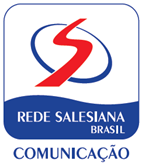 REDE SALESIANA
BRASIL
COMUNICAÇÃO